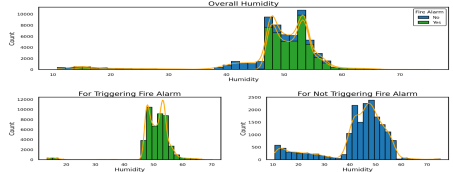 Overall Humidity
Fire Alarm
No
Yes
Count
10000
8000
6000
4000
2000
0
10 20 30 40 50 60 70
Humidity
For Triggering Fire Alarm
Count
12000
10000
8000
6000
4000
2000
0
20 30 40 50 60 70
Humidity
For Not Triggering Fire Alarm
Count
2500
2000
1500
1000
500
0
10 20 30 40 50 60 70
Humidity